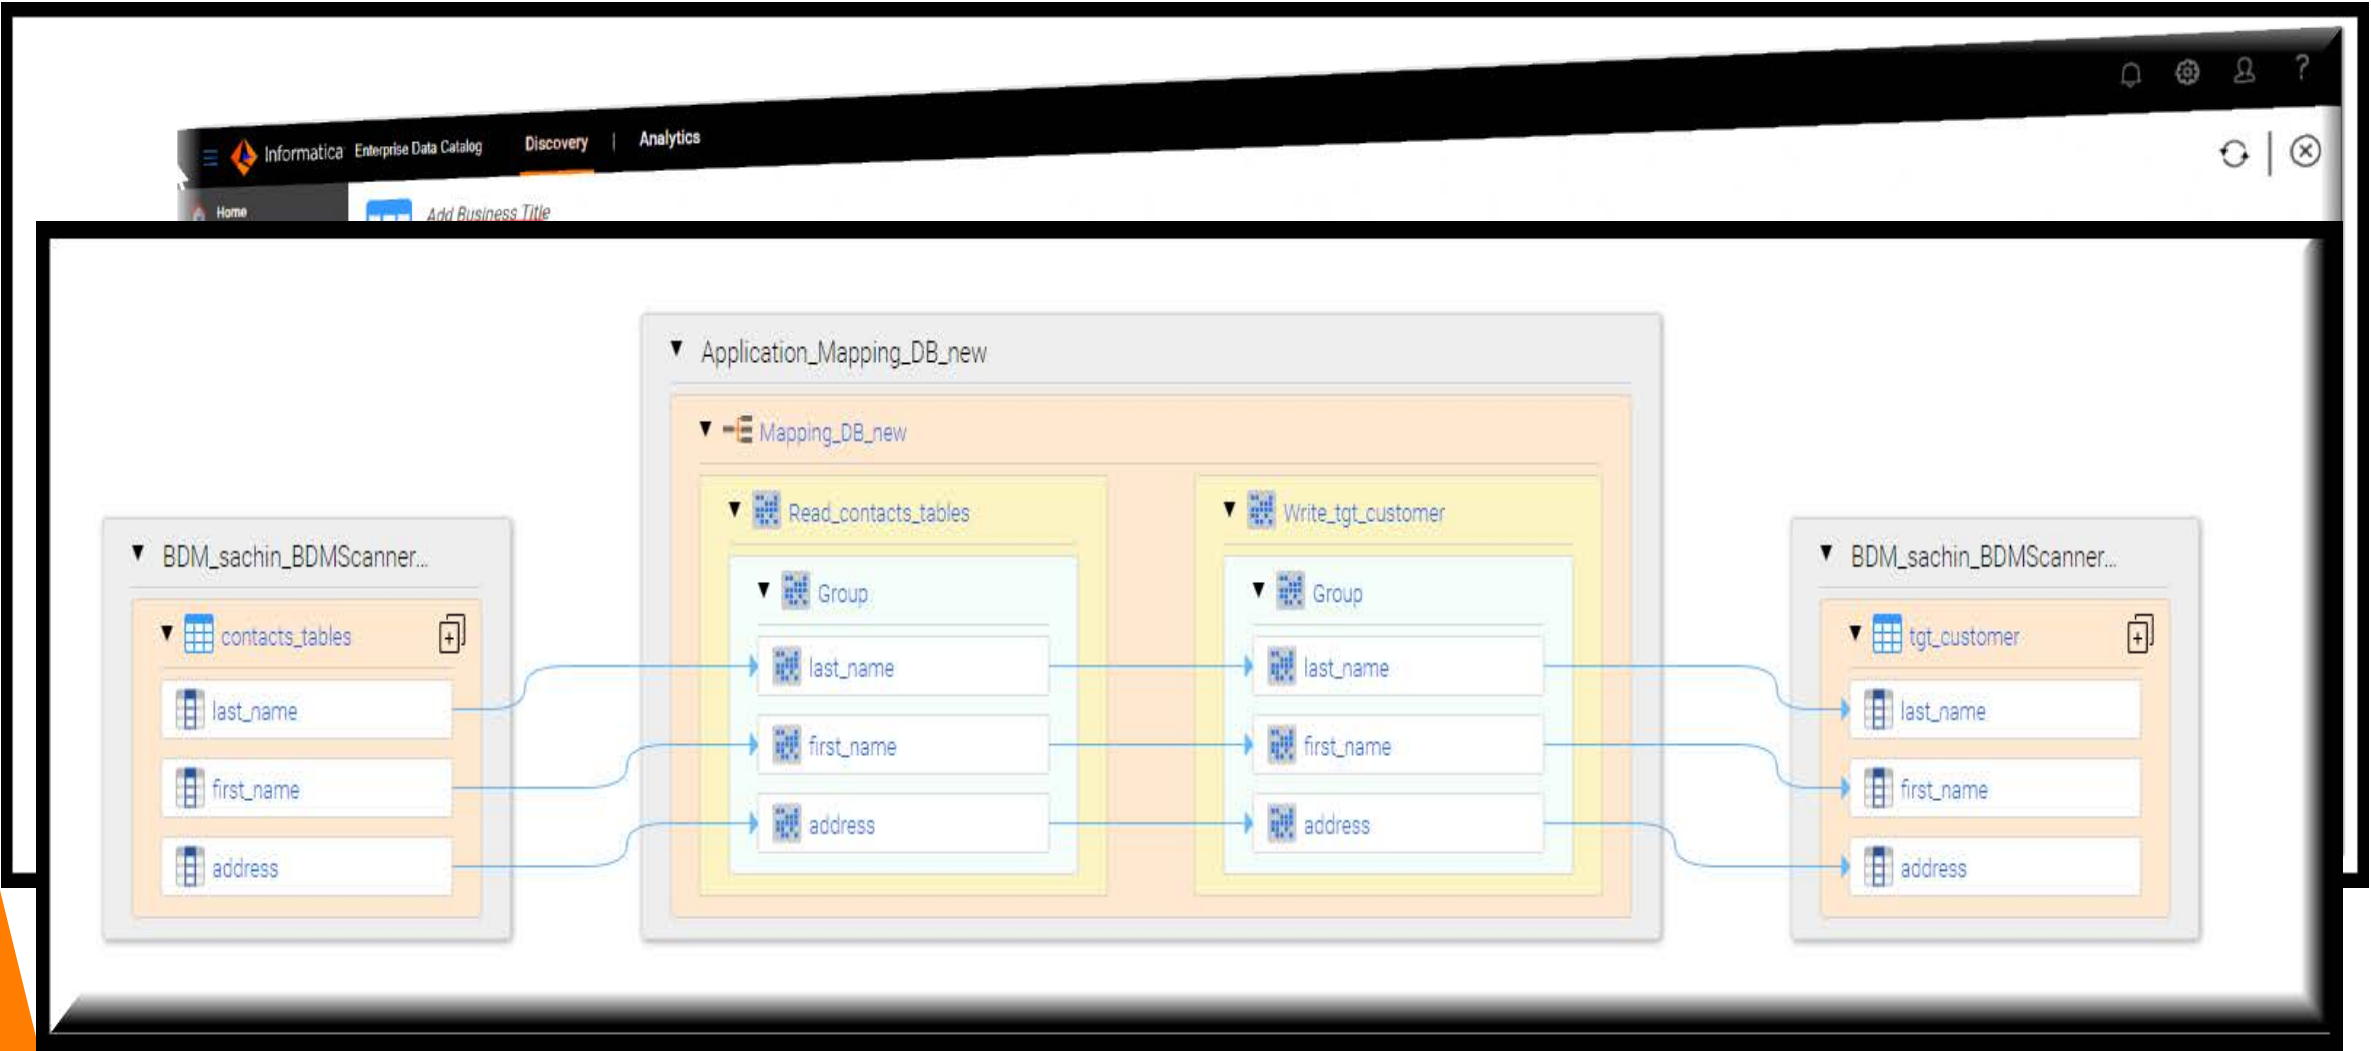 Informatica Enterprise Data Catalog Discovery | Analytics ?
Home
Add Business Title
Application_Mapping_DB_new
Mapping_DB_new
Read_contacts_tables
Write_tgt_customer
BDM_sachin_BDMScanner...
BDM_sachin_BDMScanner...
Group
Group
contacts_tables
tgt_customer
last_name
last_name
last_name
last_name
first_name
first_name
first_name
first_name
address
address
address
address